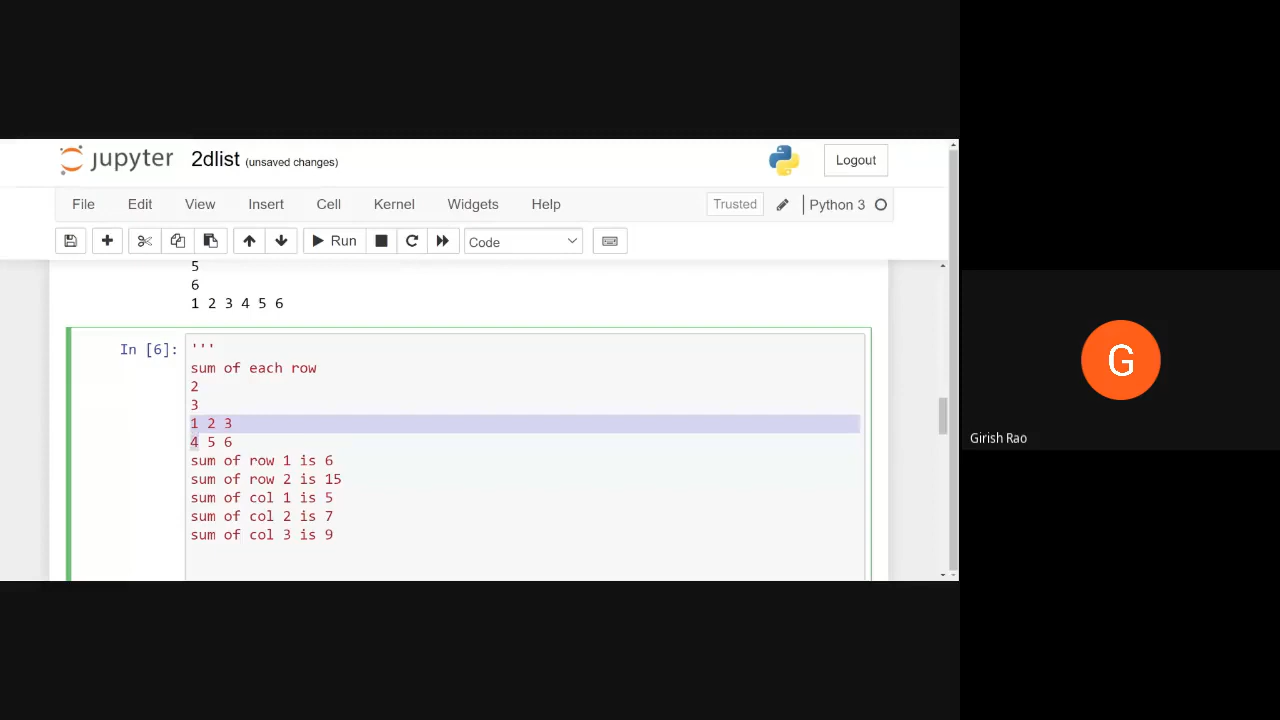 jupyter 2dlist (unsaved changes)
Logout
File Edit View Insert Cell Kernel Widgets Help
Trusted
Python 3
Run
Code
5
6
1 2 3 4 5 6
In [6]:
'''
sum of each row
2
3
1 2 3
4 5 6
sum of row 1 is 6
sum of row 2 is 15
sum of col 1 is 5
sum of col 2 is 7
sum of col 3 is 9
G
Girish Rao